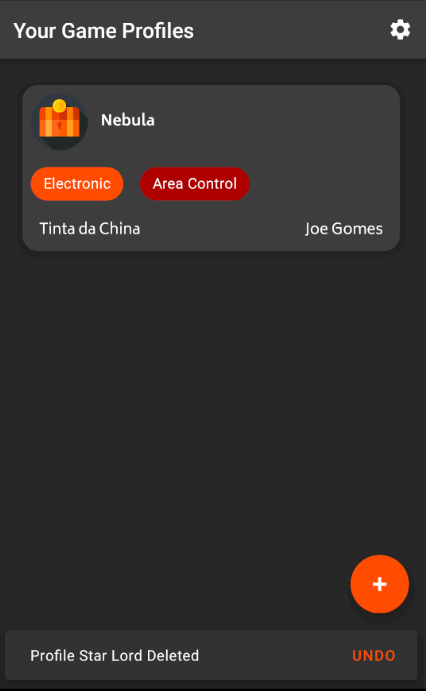 Your Game Profiles
Nebula
Electronic Area Control
Tinta da China Joe Gomes
+
Profile Star Lord Deleted UNDO